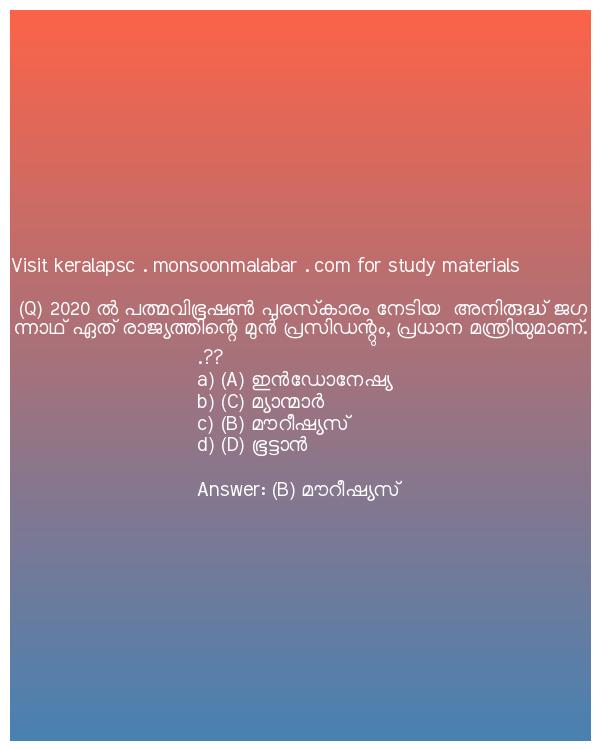 Visit keralapsc . monsoonmalabar . com for study materials
(Q) 2020 ൽ പത്മവിഭൂഷൺ പുരസ്‌കാരം നേടിയ അനിരുദ്ധ് ജഗ
ന്നാഥ് ഏത് രാജ്യത്തിന്റെ മുൻ പ്രസിഡന്റും, പ്രധാന മന്ത്രിയുമാണ്.
.??
a) (A) ഇൻഡോനേഷ്യ
b) (C) മ്യാന്മാർ
c) (B) മൗറീഷ്യസ്
d) (D) ഭൂട്ടാൻ
Answer: (B) മൗറീഷ്യസ്